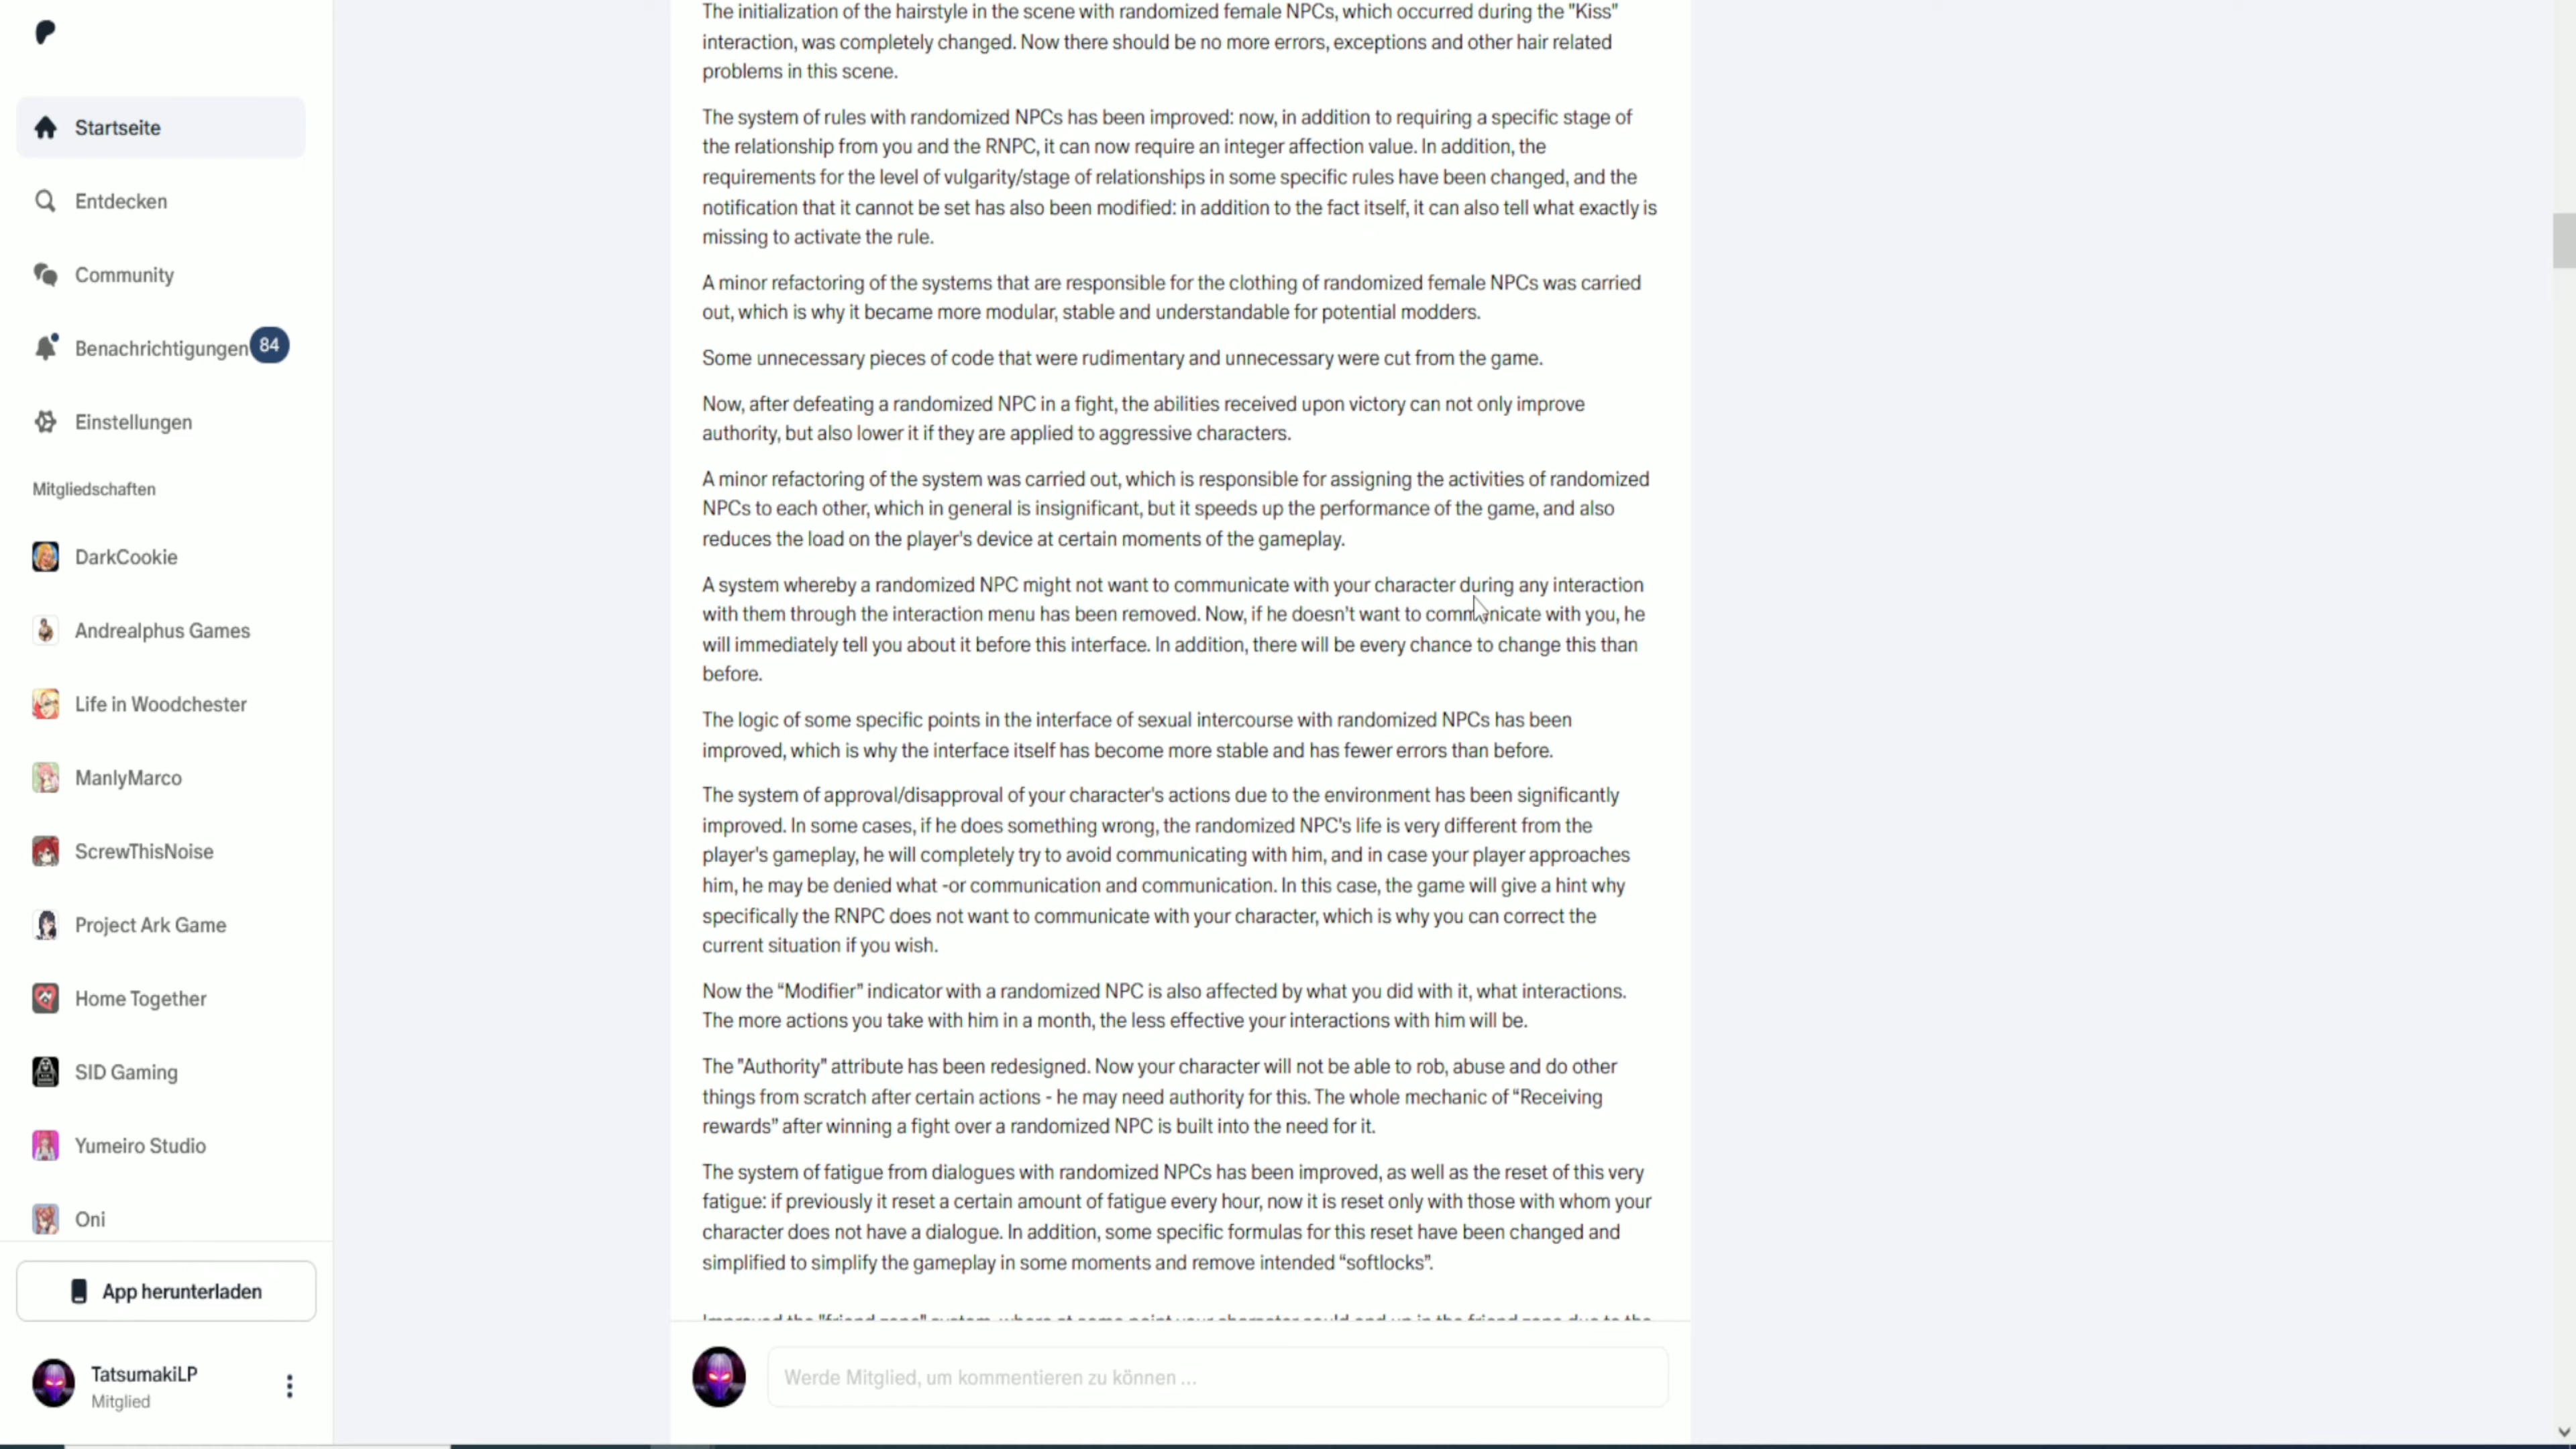 Startseite
Entdecken
Community
Benachrichtigungen 84
Einstellungen
Mitgliedschaften
DarkCookie
Andrealphus Games
Life in Woodchester
ManlyMarco
ScrewThisNoise
Project Ark Game
Home Together
SID Gaming
Yumeiro Studio
Oni
App herunterladen
TatsumakiLP
Mitglied
The initialization of the hairstyle in the scene with randomized female NPCs, which occurred during the "Kiss"
interaction, was completely changed. Now there should be no more errors, exceptions and other hair related
problems in this scene.
The system of rules with randomized NPCs has been improved: now, in addition to requiring a specific stage of
the relationship from you and the RNPC, it can now require an integer affection value. In addition, the
requirements for the level of vulgarity/stage of relationships in some specific rules have been changed, and the
notification that it cannot be set has also been modified: in addition to the fact itself, it can also tell what exactly is
missing to activate the rule.
A minor refactoring of the systems that are responsible for the clothing of randomized female NPCs was carried
out, which is why it became more modular, stable and understandable for potential modders.
Some unnecessary pieces of code that were rudimentary and unnecessary were cut from the game.
Now, after defeating a randomized NPC in a fight, the abilities received upon victory can not only improve
authority, but also lower it if they are applied to aggressive characters.
A minor refactoring of the system was carried out, which is responsible for assigning the activities of randomized
NPCs to each other, which in general is insignificant, but it speeds up the performance of the game, and also
reduces the load on the player's device at certain moments of the gameplay.
A system whereby a randomized NPC might not want to communicate with your character during any interaction
with them through the interaction menu has been removed. Now, if he doesn't want to communicate with you, he
will immediately tell you about it before this interface. In addition, there will be every chance to change this than
before.
The logic of some specific points in the interface of sexual intercourse with randomized NPCs has been
improved, which is why the interface itself has become more stable and has fewer errors than before.
The system of approval/disapproval of your character's actions due to the environment has been significantly
improved. In some cases, if he does something wrong, the randomized NPC's life is very different from the
player's gameplay, he will completely try to avoid communicating with him, and in case your player approaches
him, he may be denied what -or communication and communication. In this case, the game will give a hint why
specifically the RNPC does not want to communicate with your character, which is why you can correct the
current situation if you wish.
Now the “Modifier” indicator with a randomized NPC is also affected by what you did with it, what interactions.
The more actions you take with him in a month, the less effective your interactions with him will be.
The "Authority" attribute has been redesigned. Now your character will not be able to rob, abuse and do other
things from scratch after certain actions - he may need authority for this. The whole mechanic of “Receiving
rewards” after winning a fight over a randomized NPC is built into the need for it.
The system of fatigue from dialogues with randomized NPCs has been improved, as well as the reset of this very
fatigue: if previously it reset a certain amount of fatigue every hour, now it is reset only with those with whom your
character does not have a dialogue. In addition, some specific formulas for this reset have been changed and
simplified to simplify the gameplay in some moments and remove intended “softlocks”.
Improved the "friend zone" system, where at some point your character could end up in the friend zone due to the
Werde Mitglied, um kommentieren zu können ...